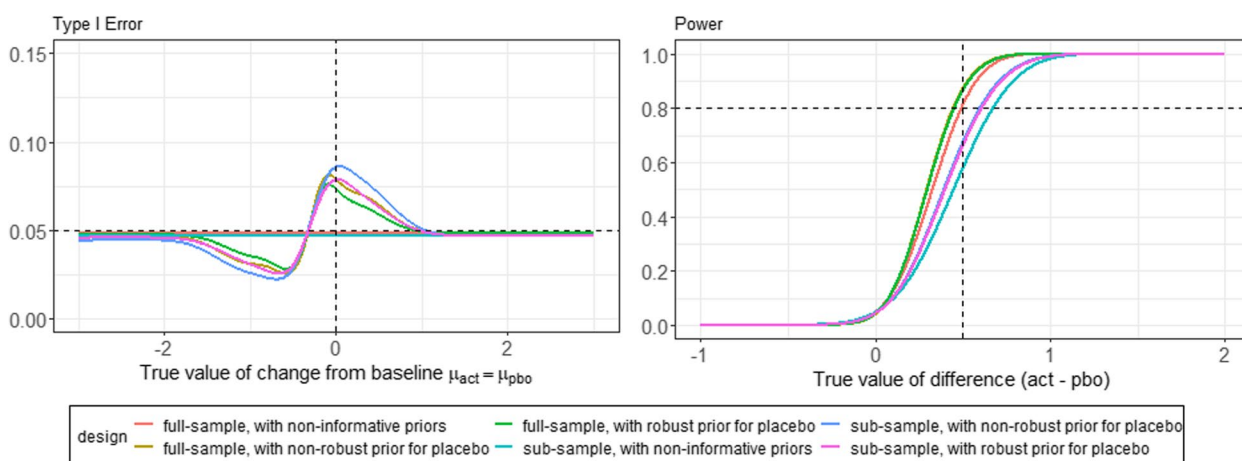 Type I Error
0.15
0.10
0.05
0.00
-2
0
2
True value of change from baseline μact = μpbo
Power
1.0
0.8
0.6
0.4
0.2
0.0
-1
0
1
2
True value of difference (act - pbo)
design
full-sample, with non-informative priors
full-sample, with robust prior for placebo
sub-sample, with non-robust prior for placebo
full-sample, with non-robust prior for placebo
sub-sample, with non-informative priors
sub-sample, with robust prior for placebo